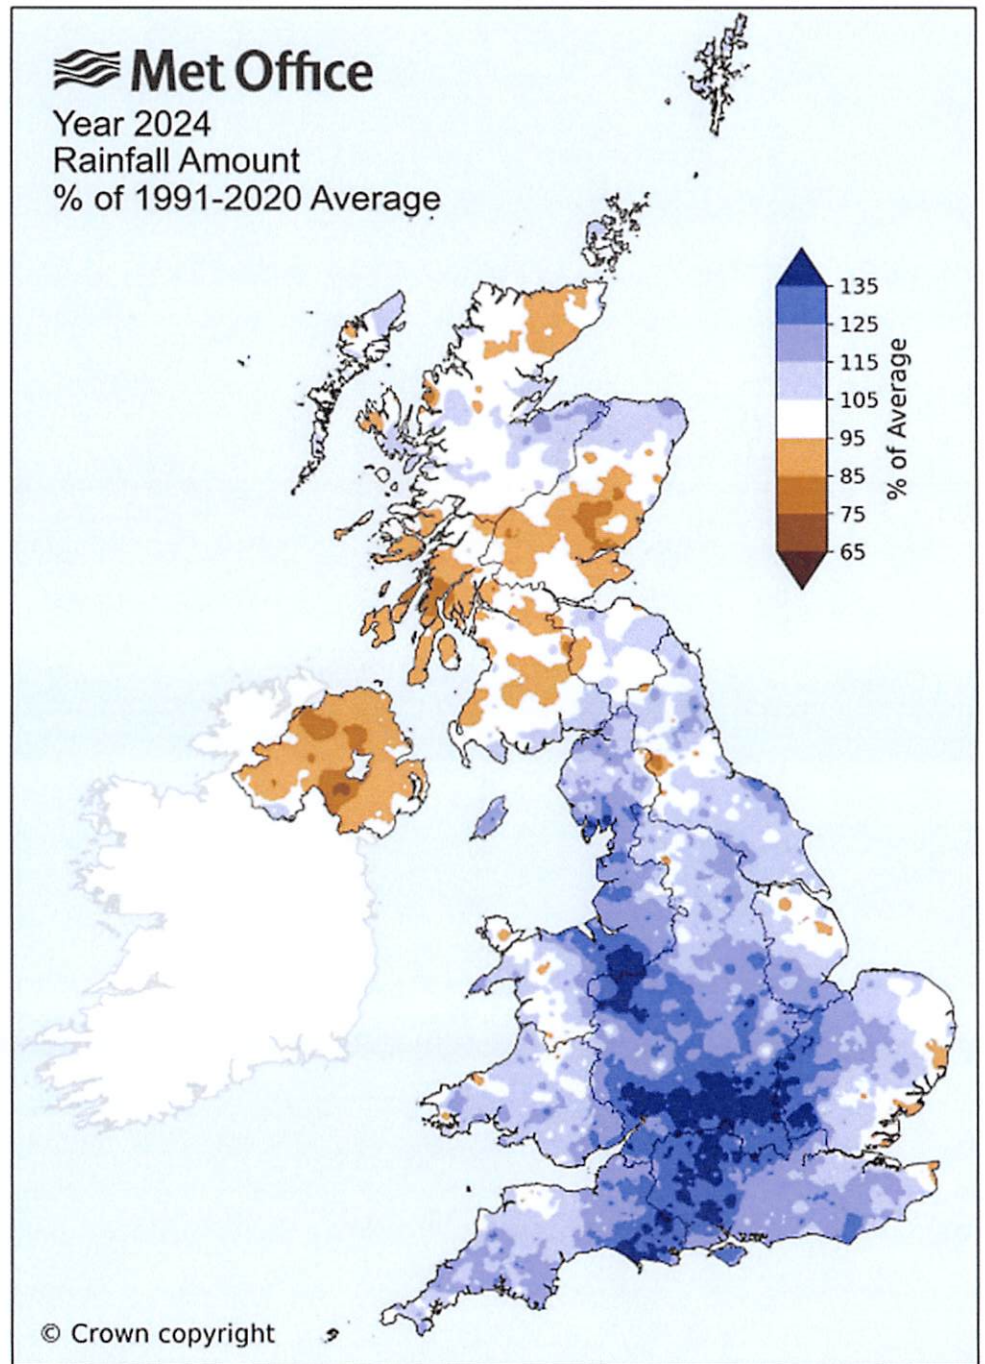 Met Office
Year 2024
Rainfall Amount
% of 1991-2020 Average
135
125
115
105
95
85
75
65
% of Average
© Crown copyright